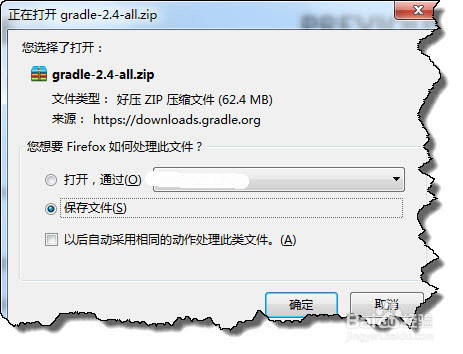 正在打开 gradle-2.4-all.zip
您选择了打开：
gradle-2.4-all.zip
文件类型： 好压 ZIP 压缩文件 (62.4 MB)
来源： https://downloads.gradle.org
您想要 Firefox 如何处理此文件？
打开，通过(O)
保存文件(S)
以后自动采用相同的动作处理此类文件。(A)
确定
取消